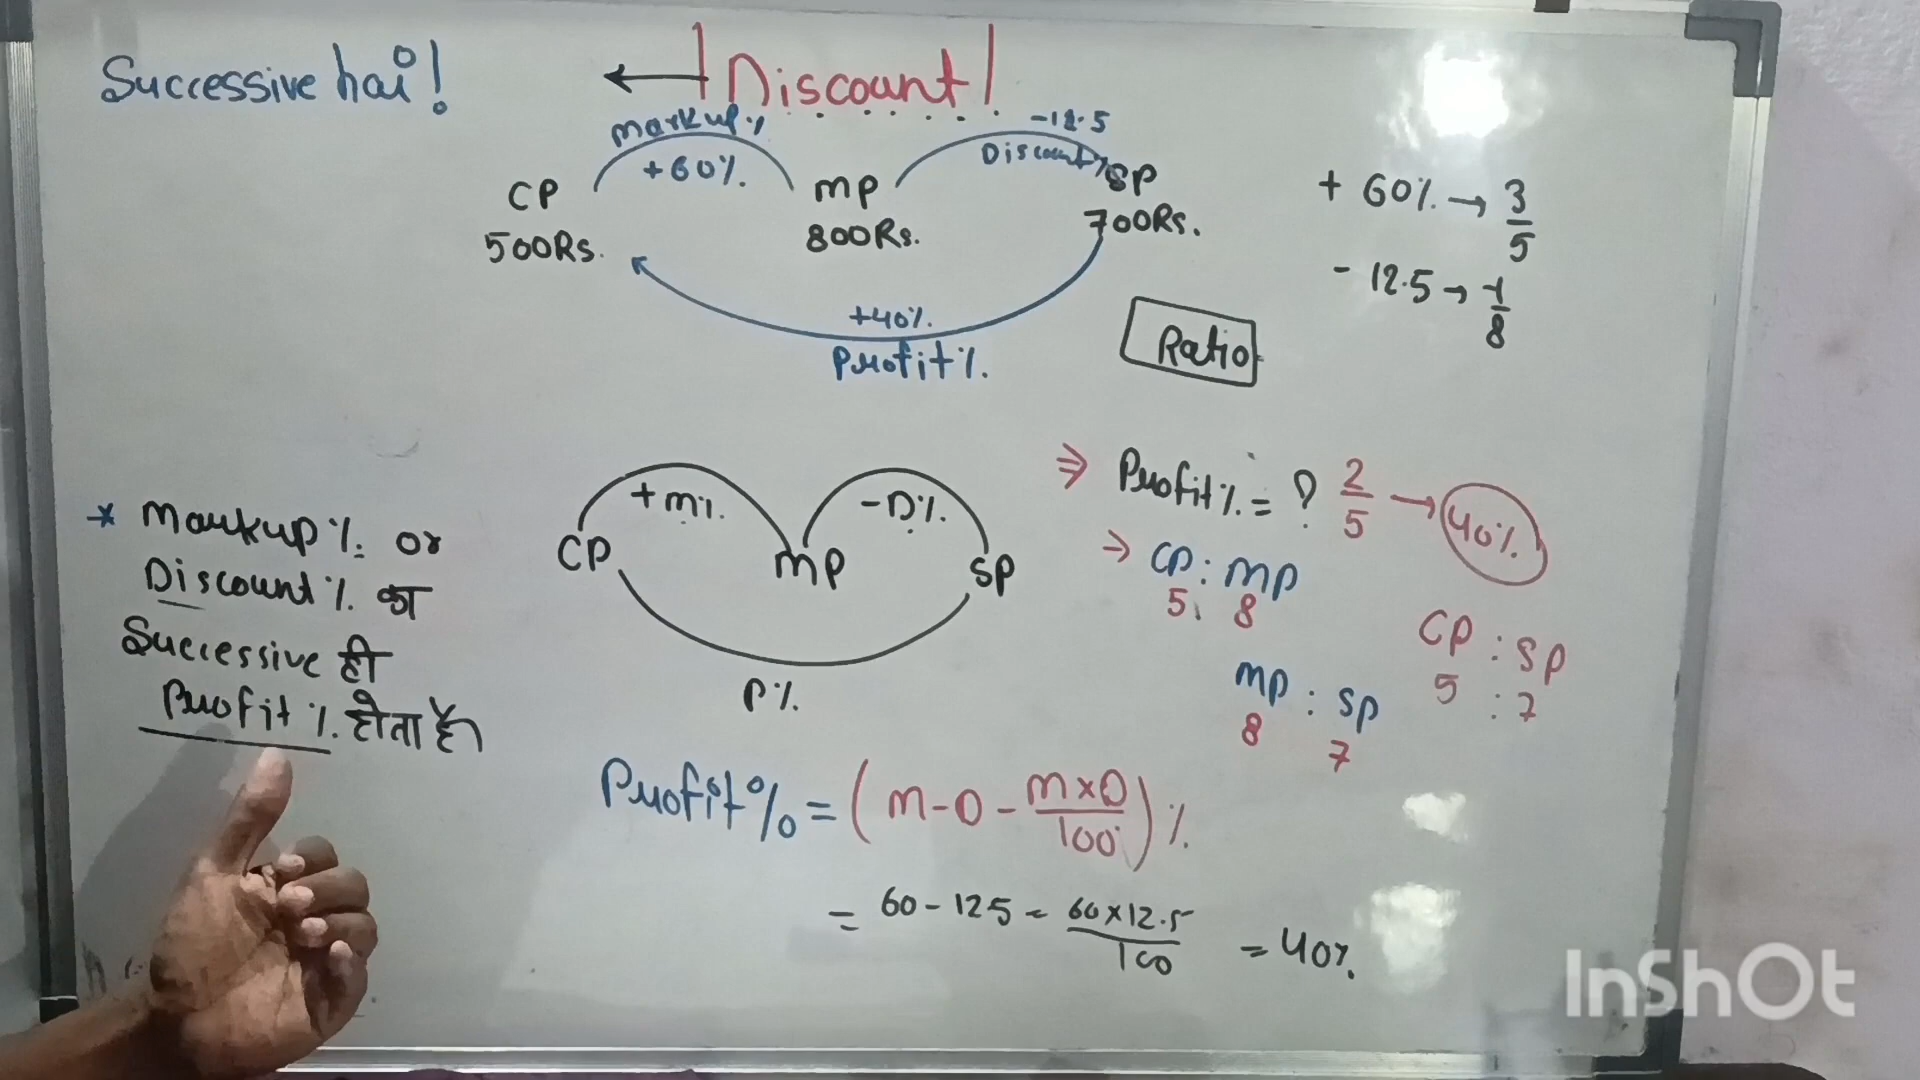 Successive hai!
← Discount!
Markup %
+60%
-12.5
Discount %
CP
MP
SP
500Rs.
800Rs.
700Rs.
+40%
Profit %.
+ 60% → 3/5
- 12.5 → -1/8
Ratio
+m%.
-D%.
CP
MP
SP
P%.
* Markup %. or
Discount %. का
Successive ही
Profit %. होता है
⇒ Profit %. = ? 2/5 → 40%.
→ CP : MP
5 : 8
MP : SP
8 7
CP : SP
5 : 7
Profit % = (m-D- m×D/100) %.
= 60 - 125 - 60×12.5/100 = 40%.
InShOt